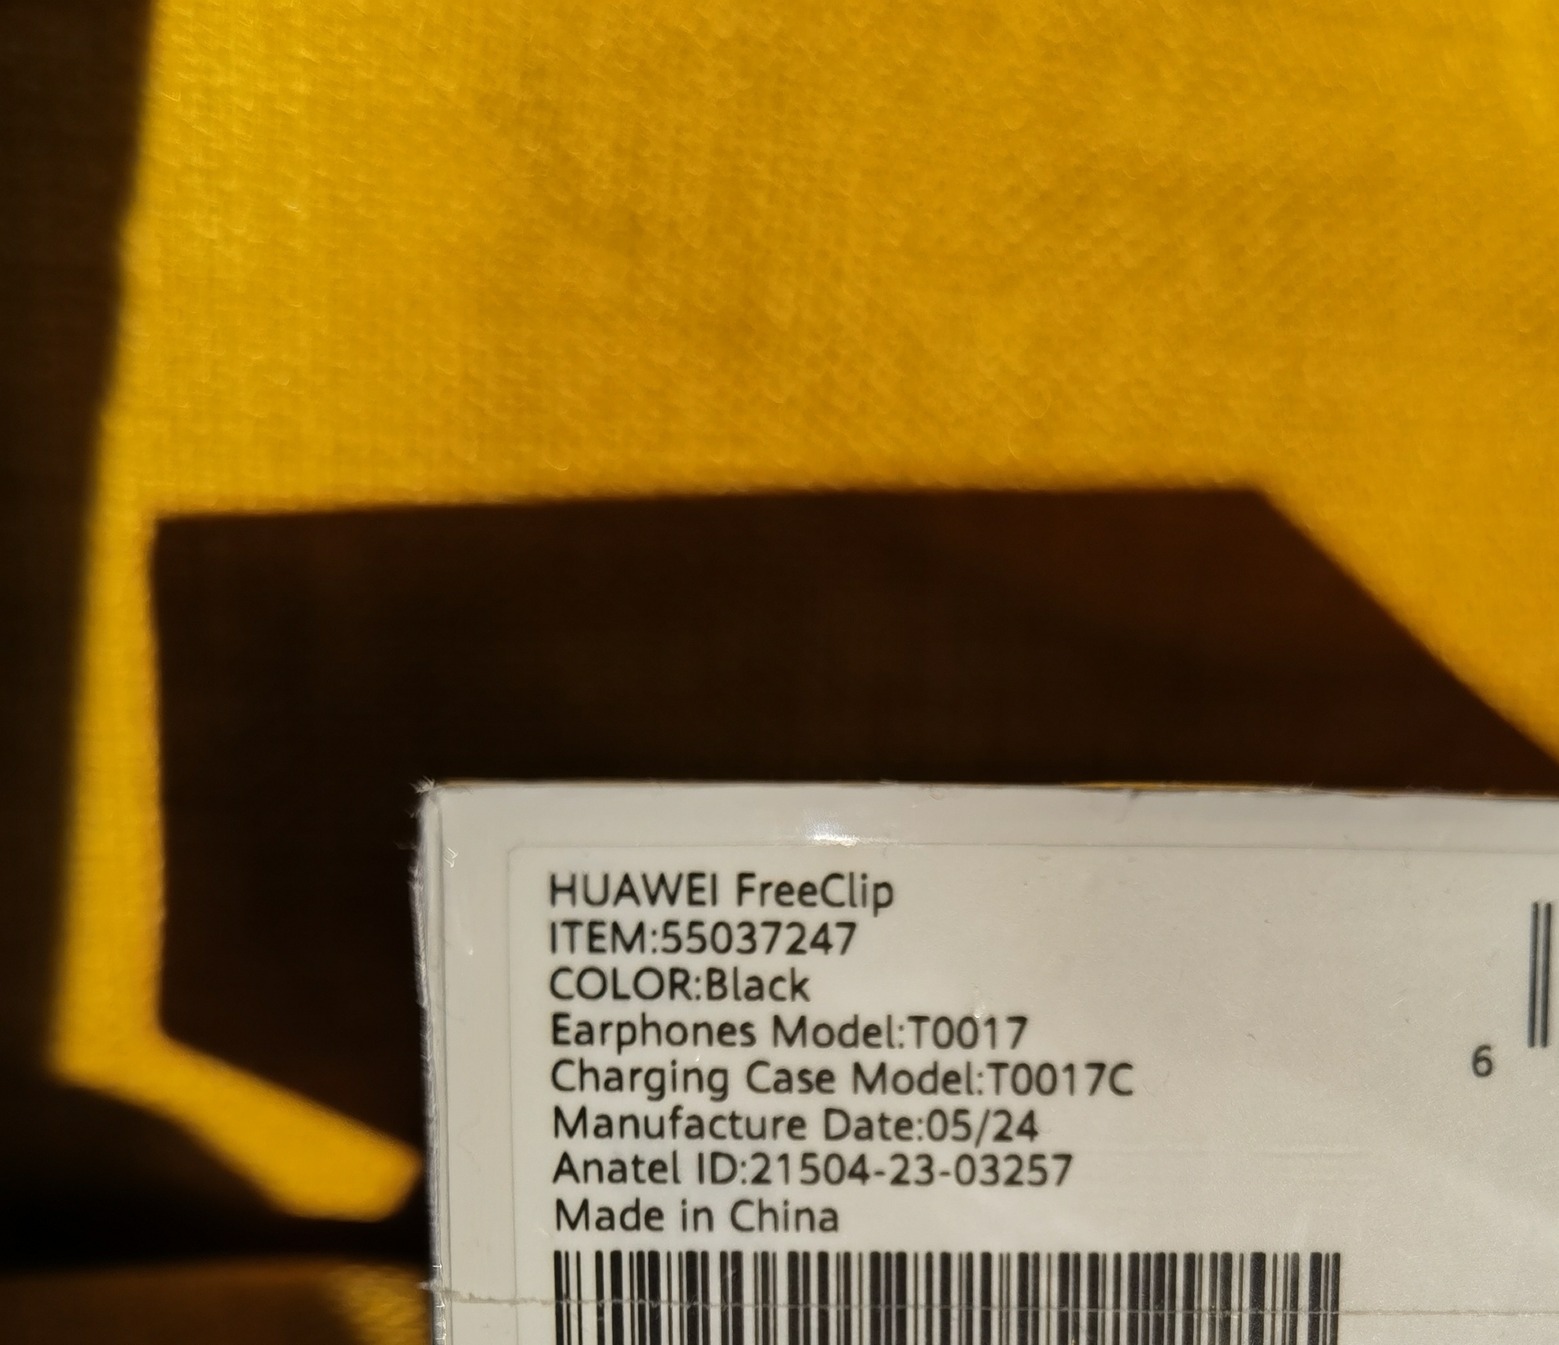 HUAWEI FreeClip
ITEM:55037247
COLOR:Black
Earphones Model:T0017
Charging Case Model:T0017C
Manufacture Date:05/24
Anatel ID:21504-23-03257
Made in China
6